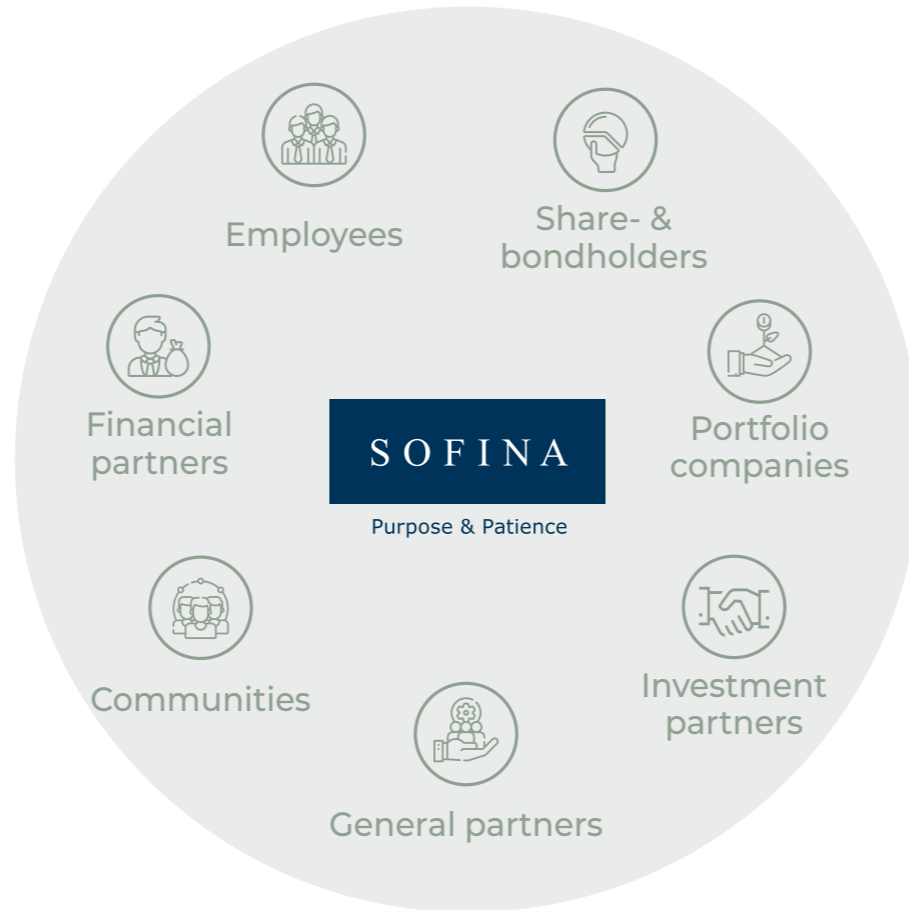 Employees
Share- &
bondholders
Financial
partners
Portfolio
companies
SOFINA
Purpose & Patience
Communities
Investment
partners
General partners